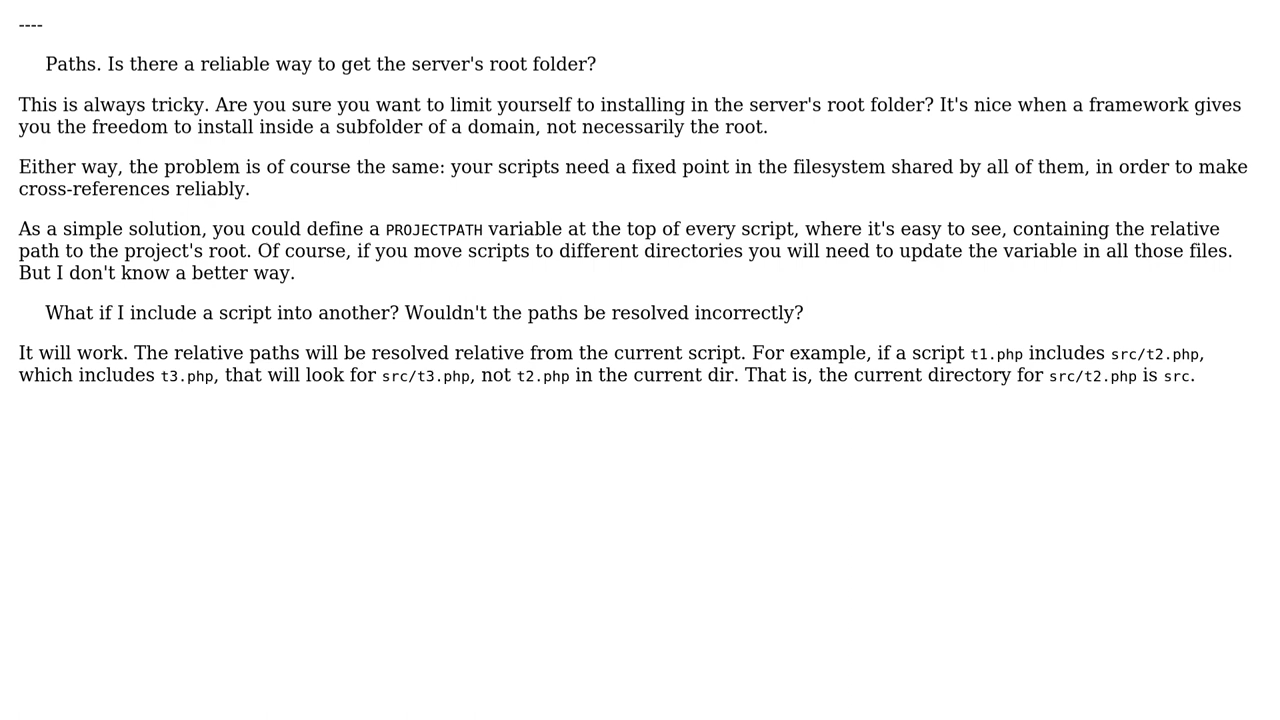 ----
Paths. Is there a reliable way to get the server's root folder?
This is always tricky. Are you sure you want to limit yourself to installing in the server's root folder? It's nice when a framework gives
you the freedom to install inside a subfolder of a domain, not necessarily the root.
Either way, the problem is of course the same: your scripts need a fixed point in the filesystem shared by all of them, in order to make
cross-references reliably.
As a simple solution, you could define a PROJECTPATH variable at the top of every script, where it's easy to see, containing the relative
path to the project's root. Of course, if you move scripts to different directories you will need to update the variable in all those files.
But I don't know a better way.
What if I include a script into another? Wouldn't the paths be resolved incorrectly?
It will work. The relative paths will be resolved relative from the current script. For example, if a script t1.php includes src/t2.php,
which includes t3.php, that will look for src/t3.php, not t2.php in the current dir. That is, the current directory for src/t2.php is src.